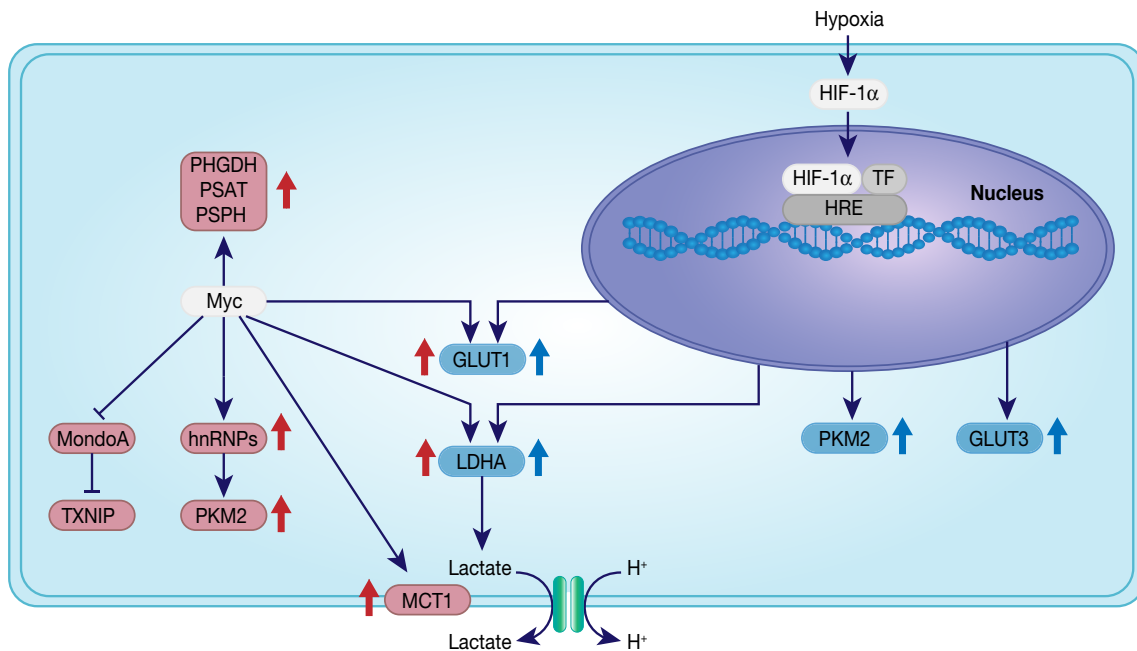 Hypoxia
HIF-1α
HIF-1α TF
HRE
Nucleus
PHGDH
PSAT
PSPH
Myc
GLUT1
MondoA
hnRNPs
LDHA
PKM2
GLUT3
TXNIP
PKM2
Lactate
H⁺
MCT1
Lactate
H⁺